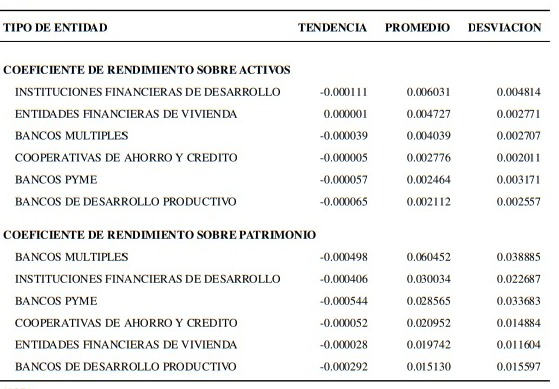 TIPO DE ENTIDAD TENDENCIA PROMEDIO DESVIACION
COEFICIENTE DE RENDIMIENTO SOBRE ACTIVOS
INSTITUCIONES FINANCIERAS DE DESARROLLO -0.000111 0.006031 0.004814
ENTIDADES FINANCIERAS DE VIVIENDA 0.000001 0.004727 0.002771
BANCOS MULTIPLES -0.000039 0.004039 0.002707
COOPERATIVAS DE AHORRO Y CREDITO -0.000005 0.002776 0.002011
BANCOS PYME -0.000057 0.002464 0.003171
BANCOS DE DESARROLLO PRODUCTIVO -0.000065 0.002112 0.002557
COEFICIENTE DE RENDIMIENTO SOBRE PATRIMONIO
BANCOS MULTIPLES -0.000498 0.060452 0.038885
INSTITUCIONES FINANCIERAS DE DESARROLLO -0.000406 0.030034 0.022687
BANCOS PYME -0.000544 0.028565 0.033683
COOPERATIVAS DE AHORRO Y CREDITO -0.000052 0.020952 0.014884
ENTIDADES FINANCIERAS DE VIVIENDA -0.000028 0.019742 0.011604
BANCOS DE DESARROLLO PRODUCTIVO -0.000292 0.015130 0.015597